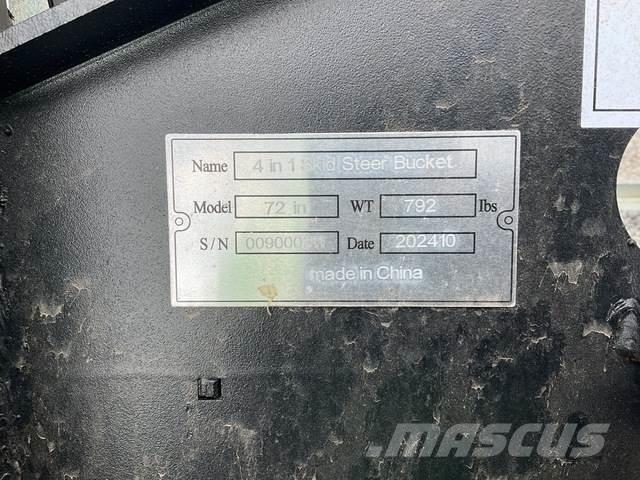 Name 4 in 1 Skid Steer Bucket
Model 72 in WT 792 lbs
S/N Date 202410
made in China
MASCUS